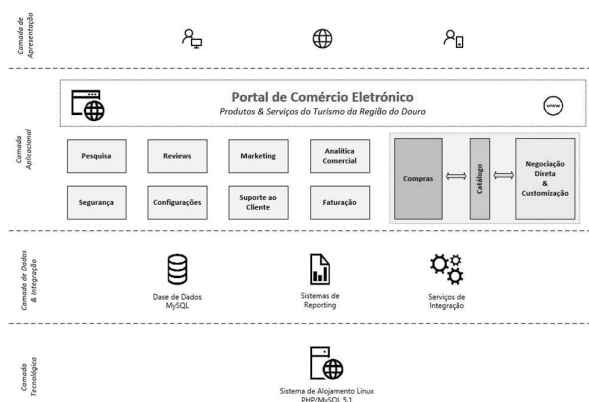 Camada de
Apresentação
Portal de Comércio Eletrónico
Produtos & Serviços do Turismo da Região do Douro
www
Camada
Aplicacional
Pesquisa
Reviews
Marketing
Analítica
Comercial
Segurança
Configurações
Suporte ao
Cliente
Faturação
Compras
Catálogo
Negociação
Direta
&
Customização
Camada de Dados
& Integração
Dase de Dados
MySQL
Sistemas de
Reporting
Serviços de
Integração
Camada
Tecnológica
Sistema de Alojamento Linux
PHP/MySQL 5.1